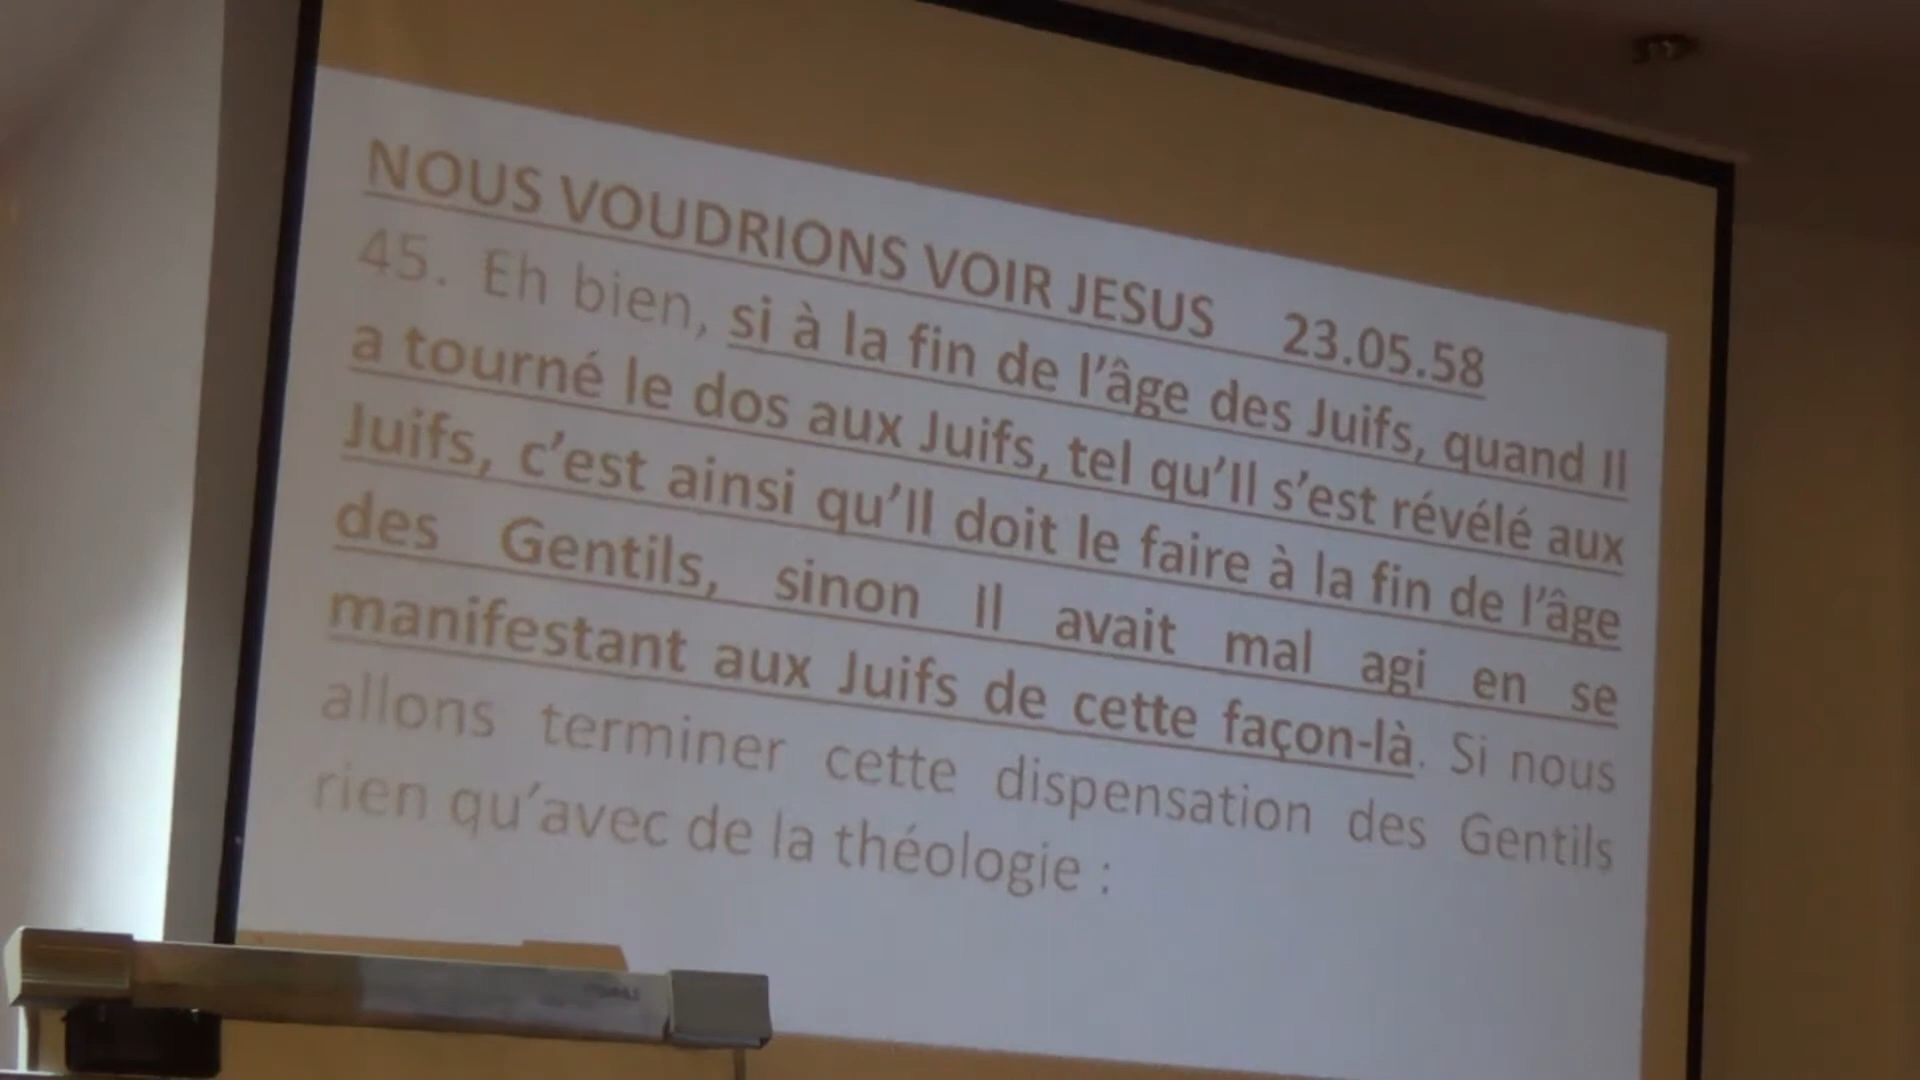 NOUS VOUDRIONS VOIR JESUS 23.05.58
45. Eh bien, si à la fin de l'âge des Juifs, quand Il
a tourné le dos aux Juifs, tel qu'Il s'est révélé aux
Juifs, c'est ainsi qu'Il doit le faire à la fin de l'âge
des Gentils, sinon Il avait mal agi en se
manifestant aux Juifs de cette façon-là. Si nous
allons terminer cette dispensation des Gentils
rien qu'avec de la théologie :